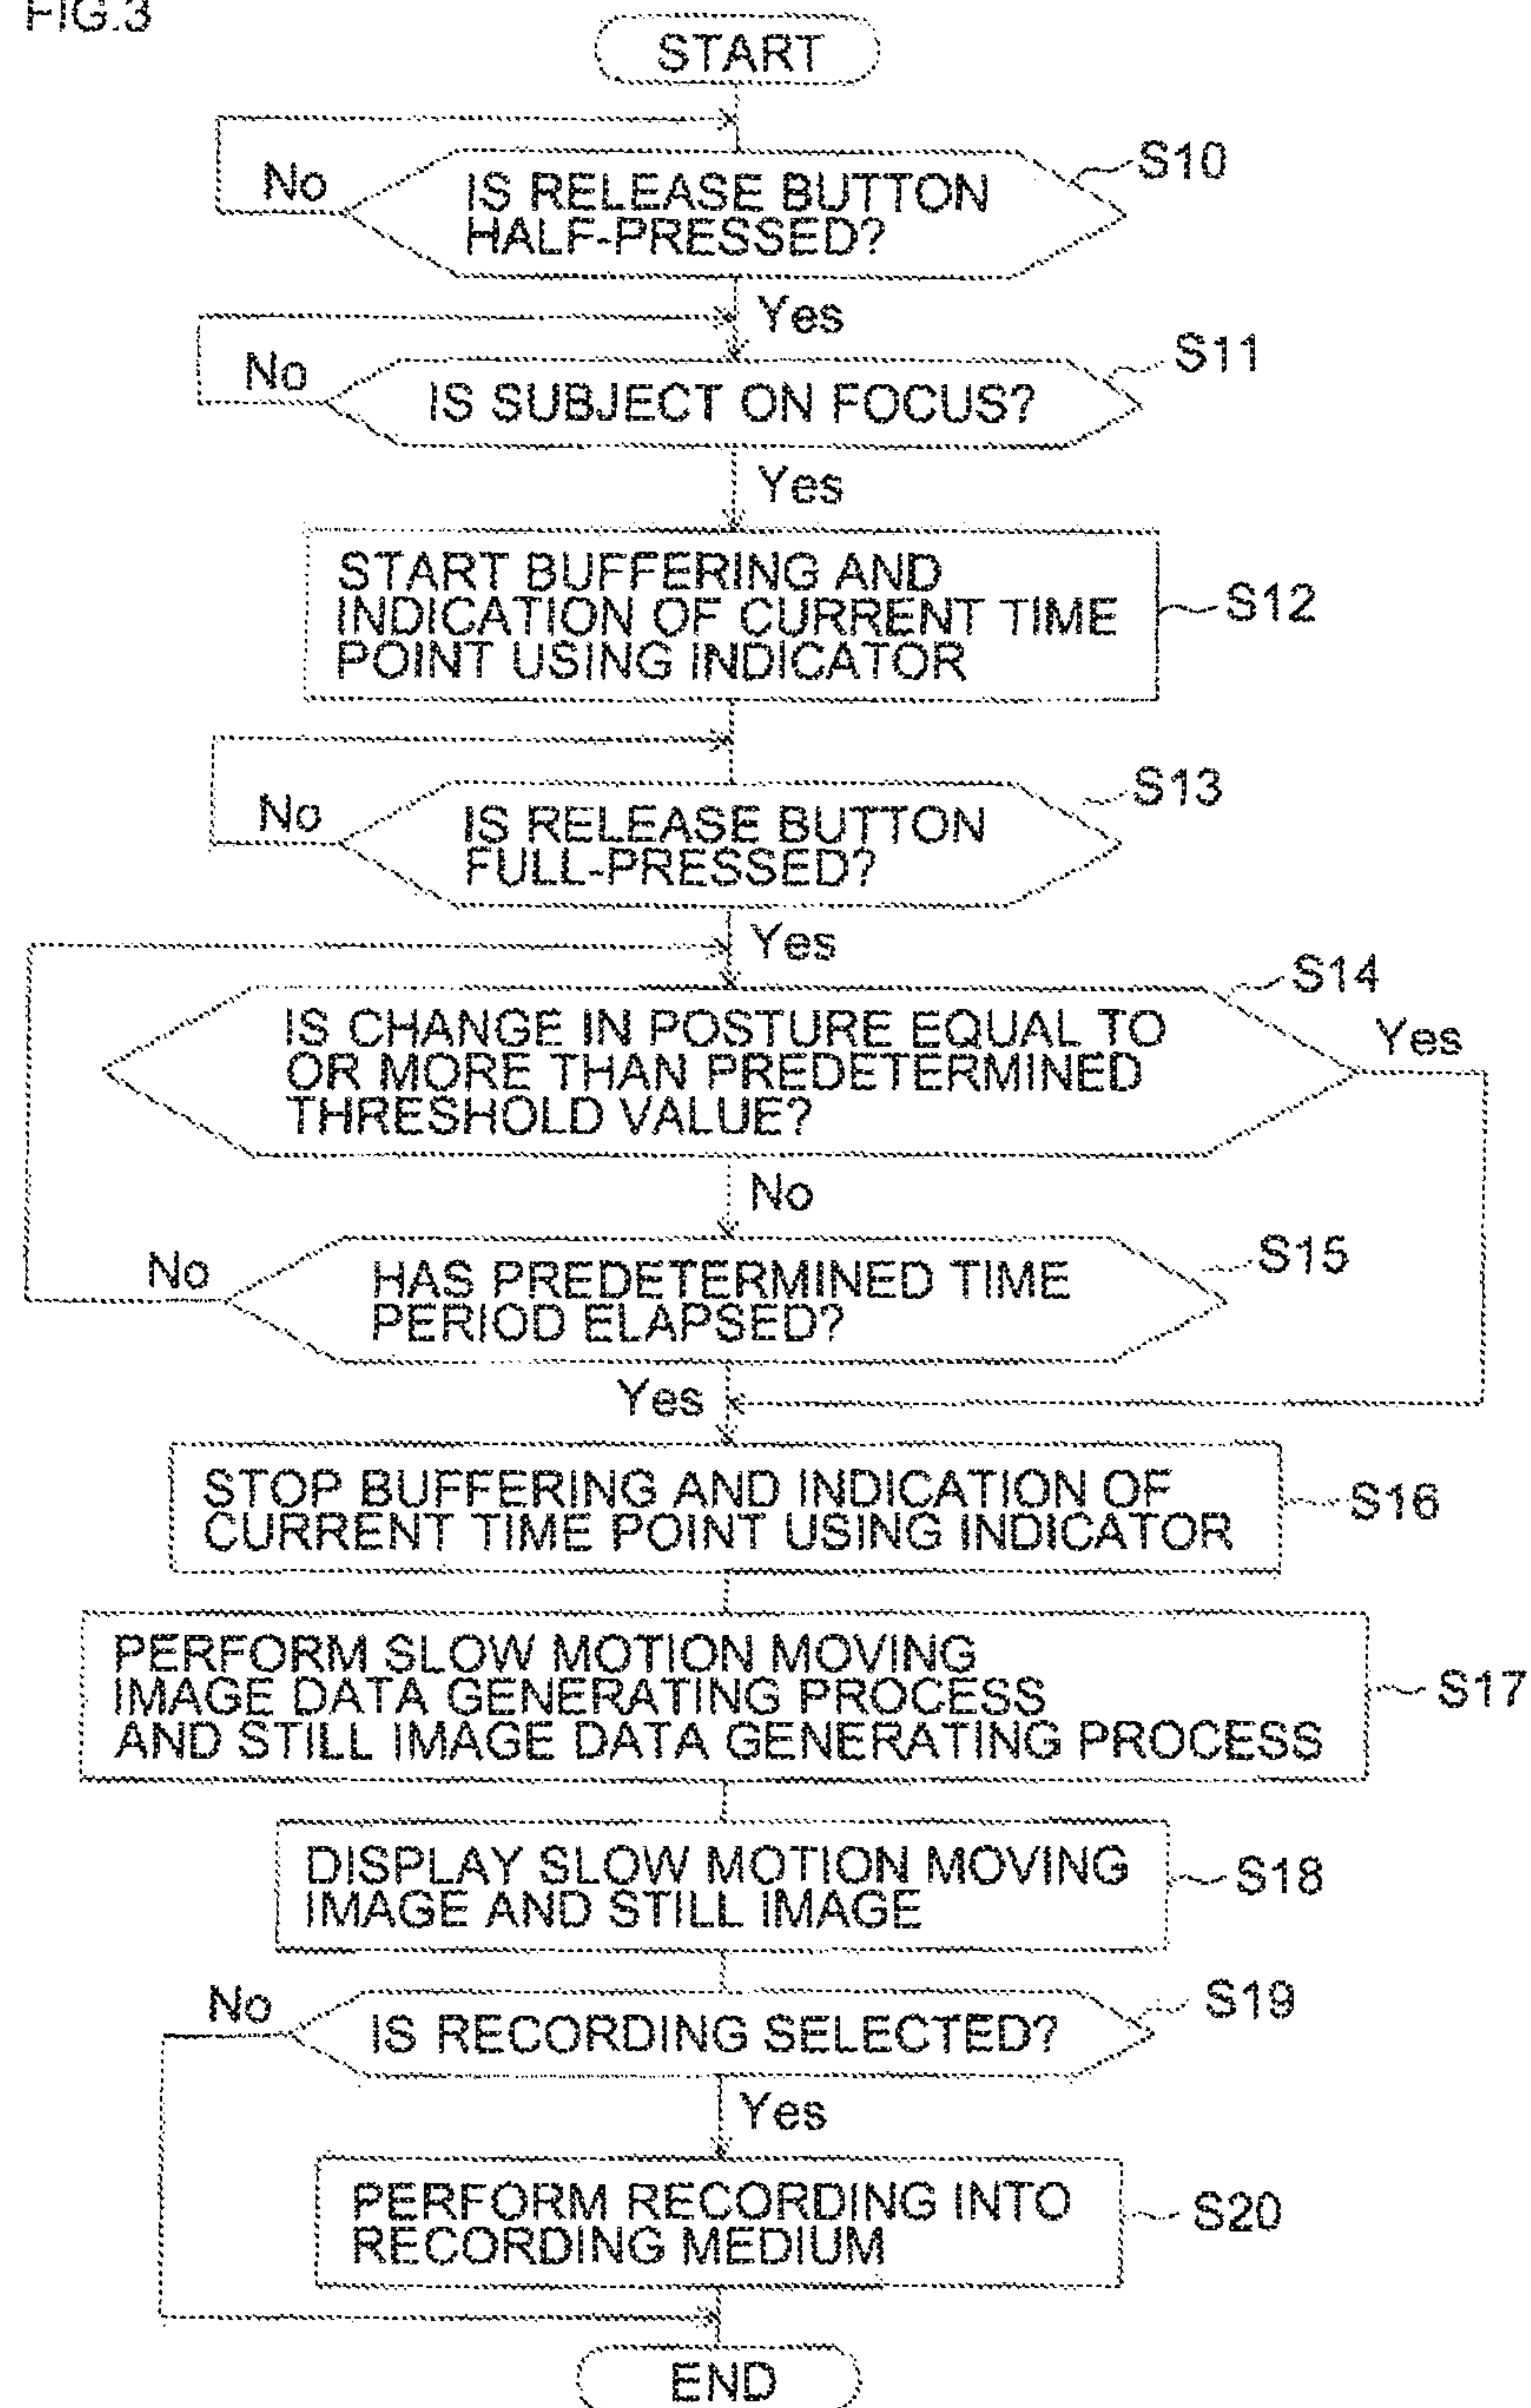 FIG.3
START
No
IS RELEASE BUTTON
HALF-PRESSED?
S10
Yes
No
IS SUBJECT ON FOCUS?
S11
Yes
START BUFFERING AND
INDICATION OF CURRENT TIME
POINT USING INDICATOR
S12
No
IS RELEASE BUTTON
FULL-PRESSED?
S13
Yes
IS CHANGE IN POSTURE EQUAL TO
OR MORE THAN PREDETERMINED
THRESHOLD VALUE?
S14
Yes
No
No
HAS PREDETERMINED TIME
PERIOD ELAPSED?
S15
Yes
STOP BUFFERING AND INDICATION OF
CURRENT TIME POINT USING INDICATOR
S16
PERFORM SLOW MOTION MOVING
IMAGE DATA GENERATING PROCESS
AND STILL IMAGE DATA GENERATING PROCESS
S17
DISPLAY SLOW MOTION MOVING
IMAGE AND STILL IMAGE
S18
No
IS RECORDING SELECTED?
S19
Yes
PERFORM RECORDING INTO
RECORDING MEDIUM
S20
END